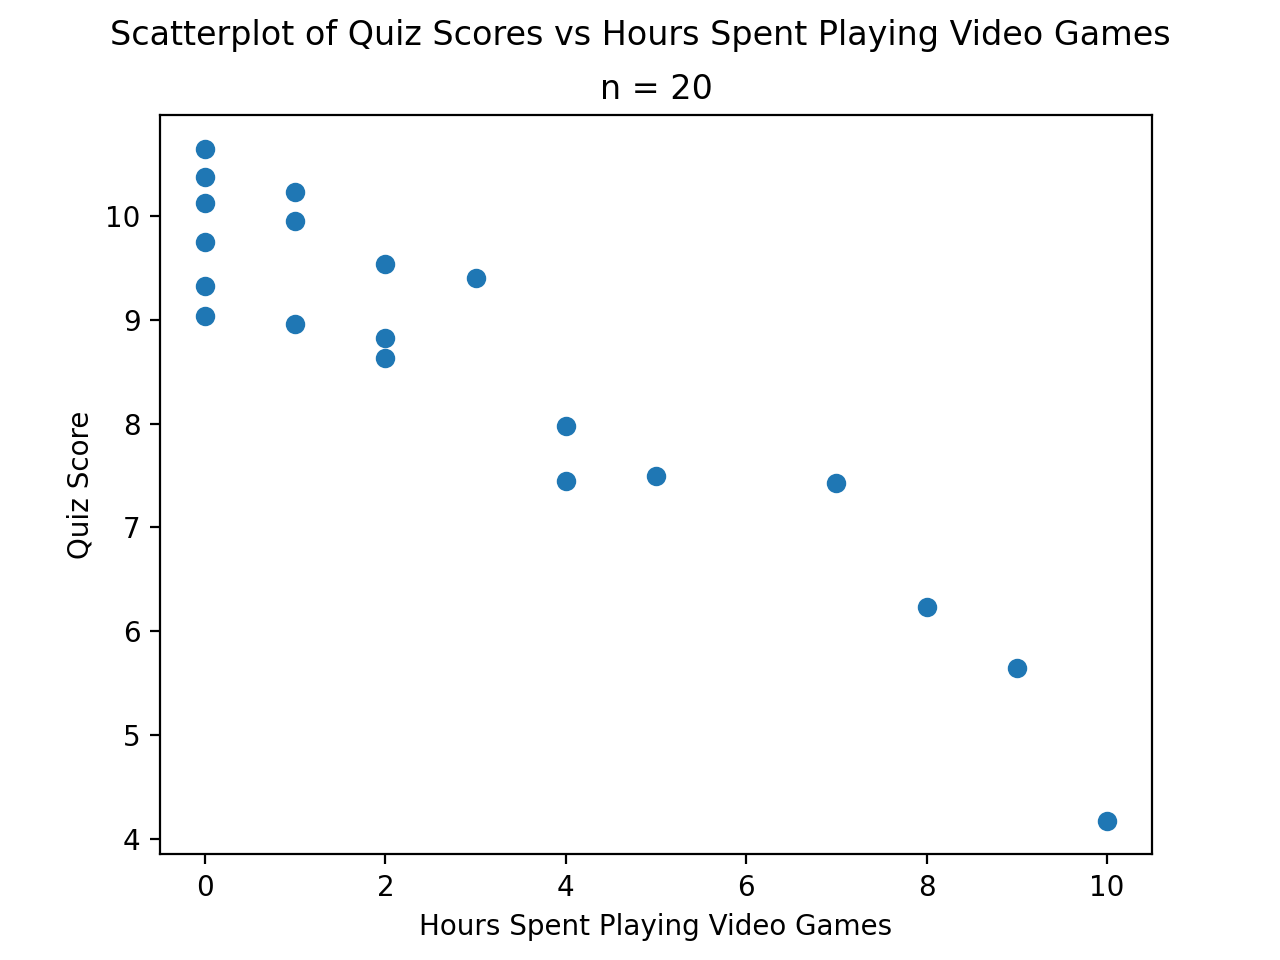 Scatterplot of Quiz Scores vs Hours Spent Playing Video Games
n = 20
10
9
8
7
6
5
4
Quiz Score
0 2 4 6 8 10
Hours Spent Playing Video Games